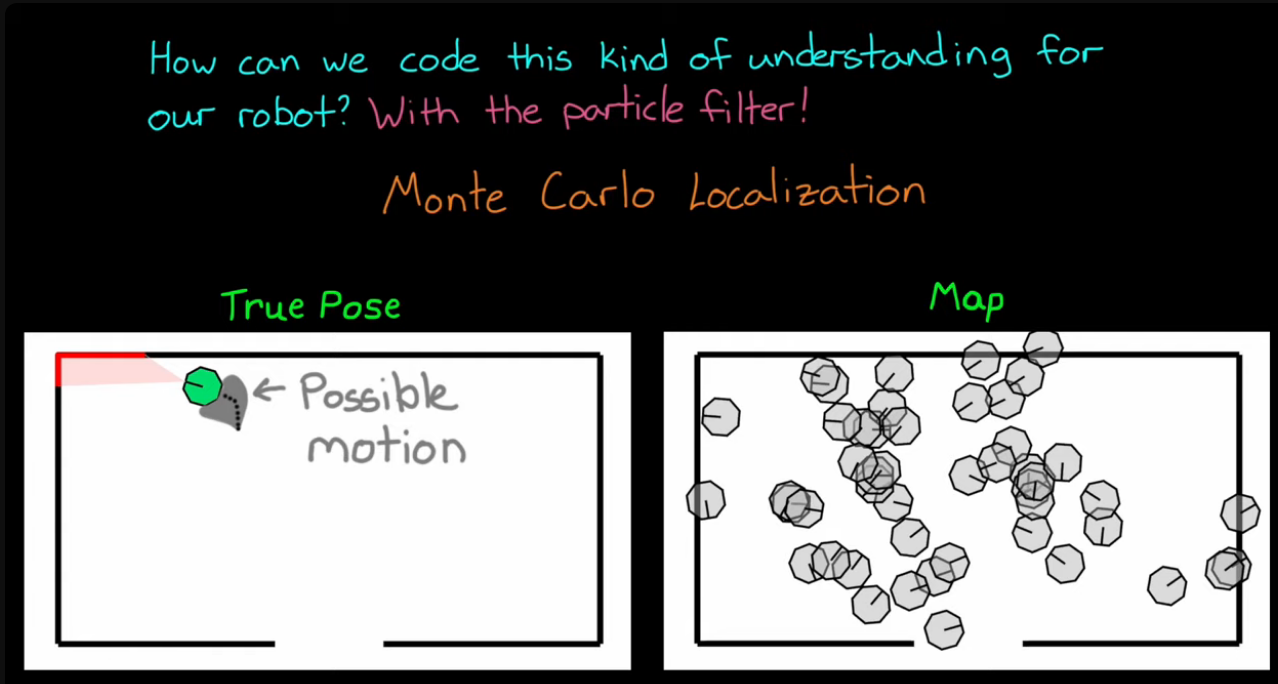 How can we code this kind of understanding for
our robot? With the particle filter!
Monte Carlo Localization
True Pose
Map
← Possible
motion